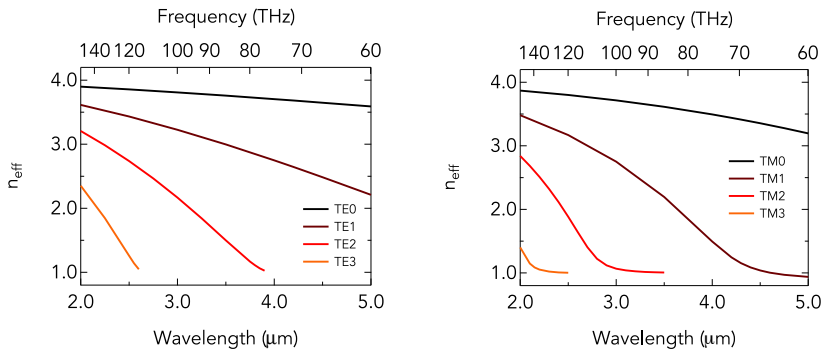 Frequency (THz)
140 120 100 90 80 70 60
4.0
3.0
2.0
1.0
n_eff
TE0
TE1
TE2
TE3
2.0 3.0 4.0 5.0
Wavelength (μm)
Frequency (THz)
140 120 100 90 80 70 60
4.0
3.0
2.0
1.0
n_eff
TM0
TM1
TM2
TM3
2.0 3.0 4.0 5.0
Wavelength (μm)